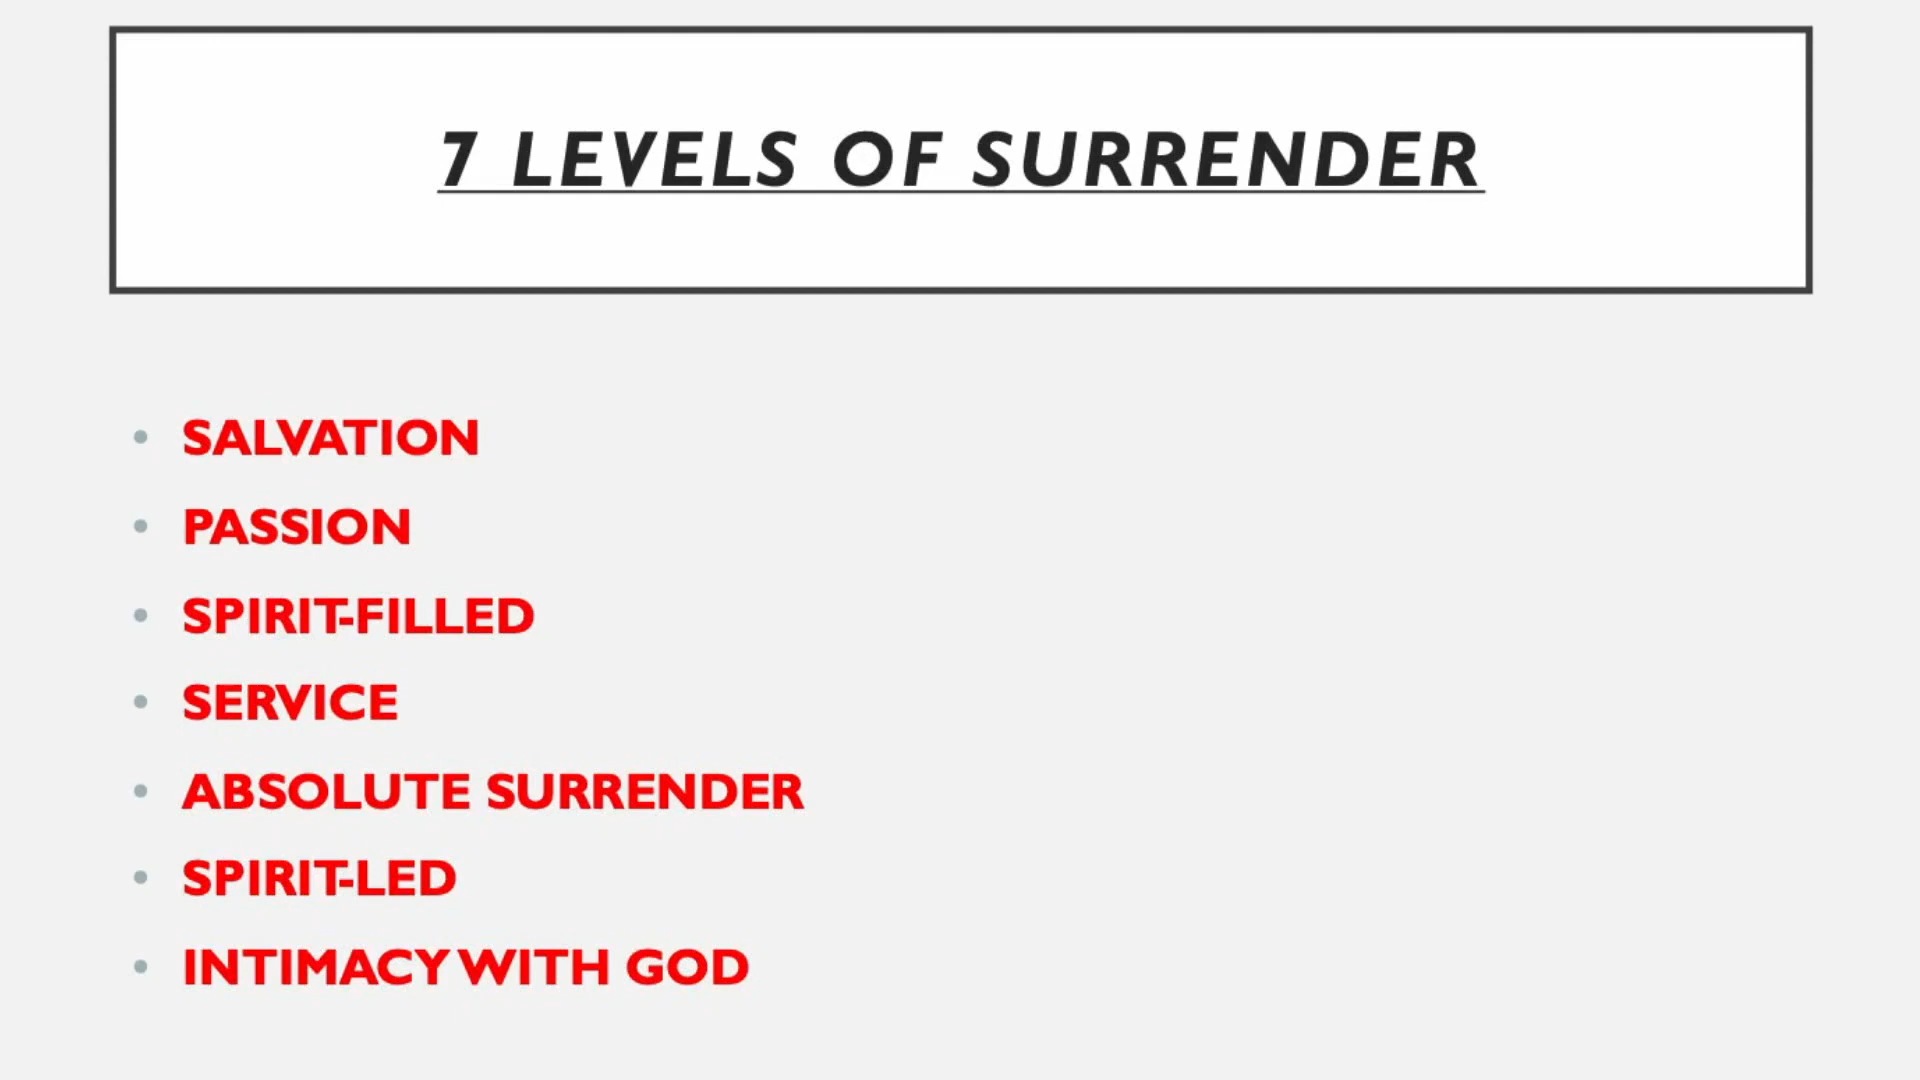 7 LEVELS OF SURRENDER
• SALVATION
• PASSION
• SPIRIT-FILLED
• SERVICE
• ABSOLUTE SURRENDER
• SPIRIT-LED
• INTIMACY WITH GOD